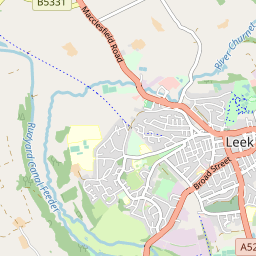 B5331
Macclesfield Road
River Churnet
Rudyard Canal Feeder
Leek
Broad Street
A52